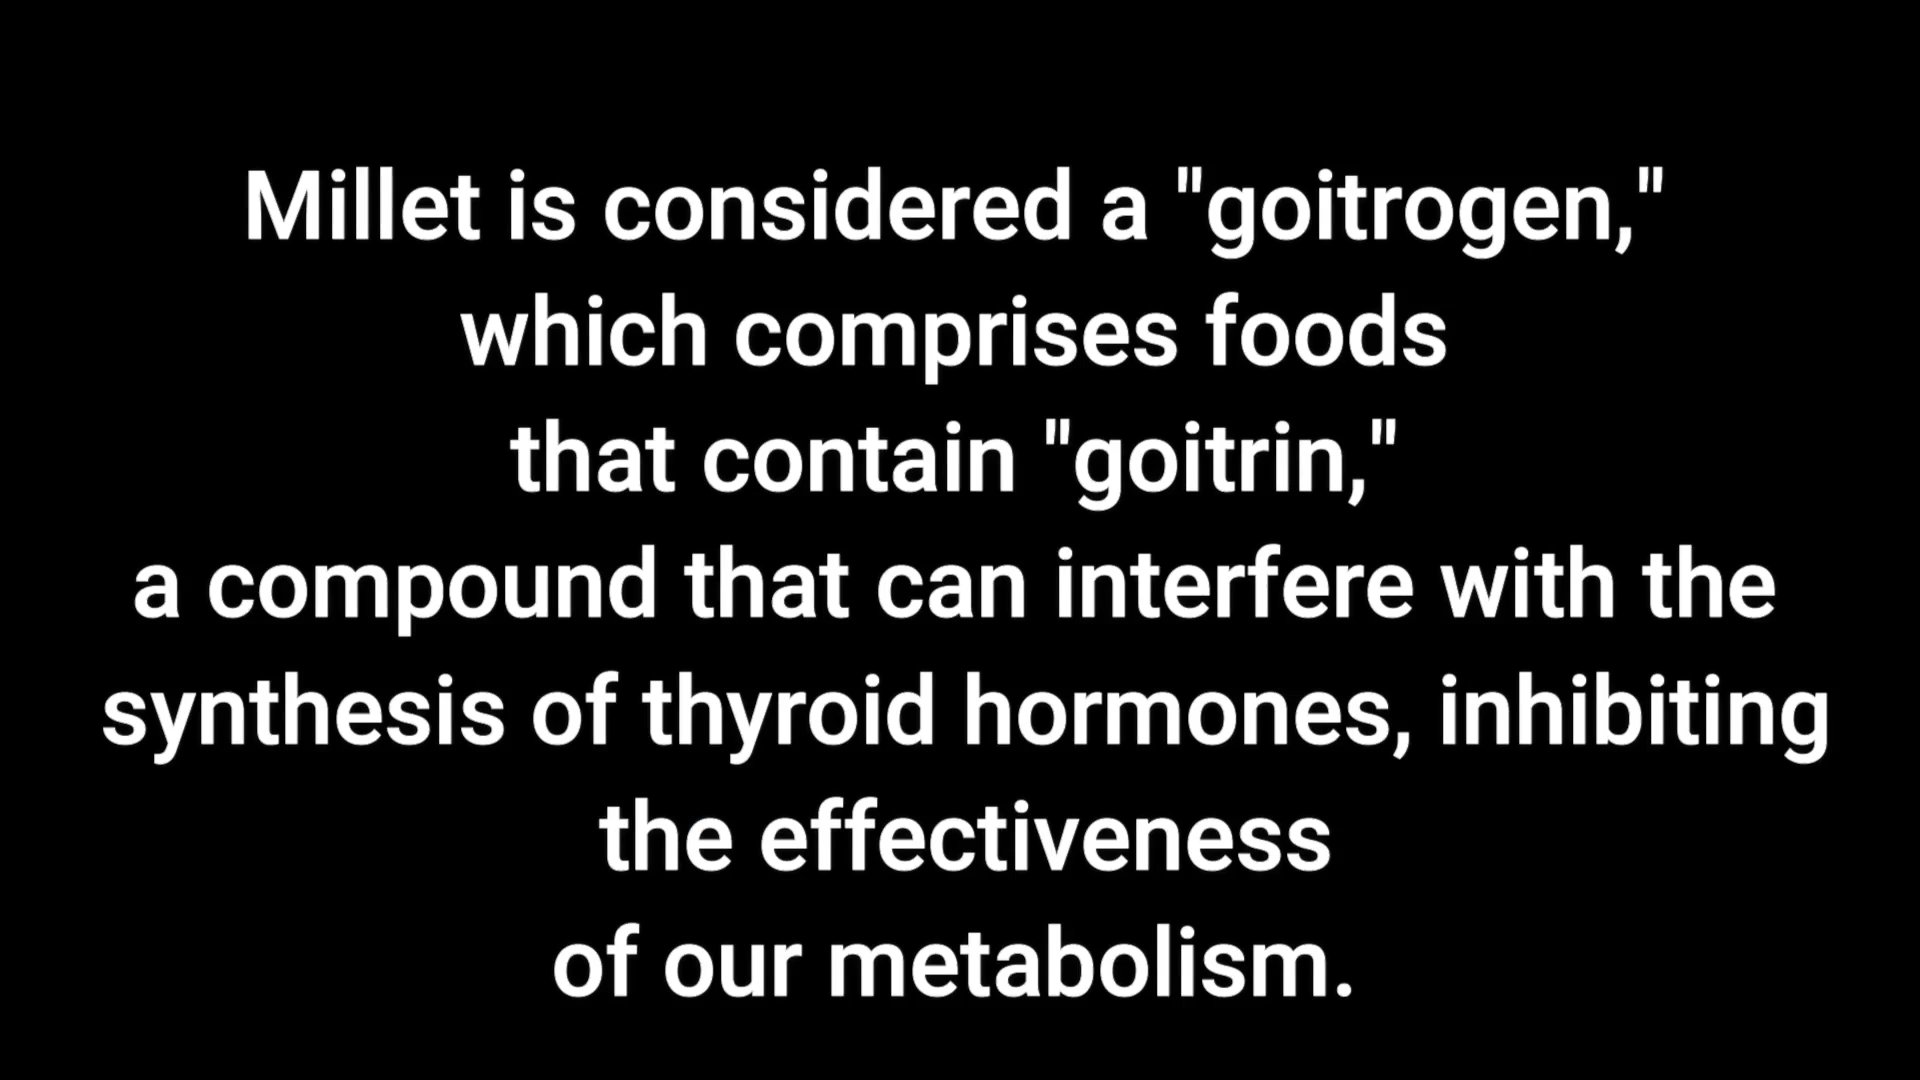 Millet is considered a "goitrogen,"
which comprises foods
that contain "goitrin,"
a compound that can interfere with the
synthesis of thyroid hormones, inhibiting
the effectiveness
of our metabolism.